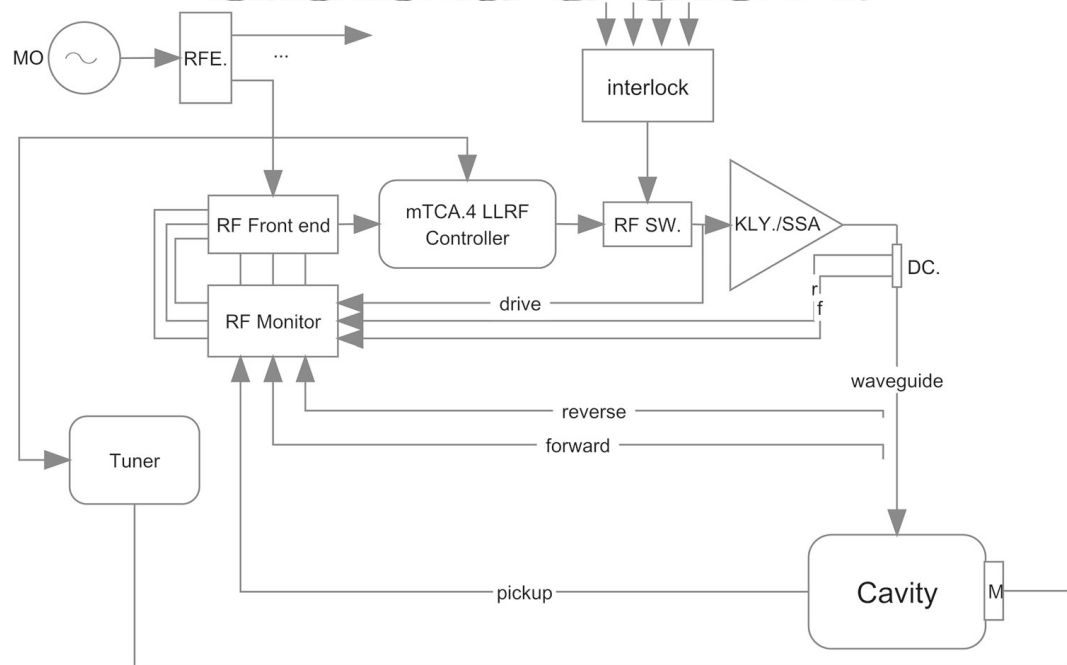 MO
RFE.
...
interlock
RF Front end
mTCA.4 LLRF
Controller
RF SW.
KLY./SSA
DC.
r
f
drive
RF Monitor
waveguide
reverse
forward
Tuner
pickup
Cavity
M